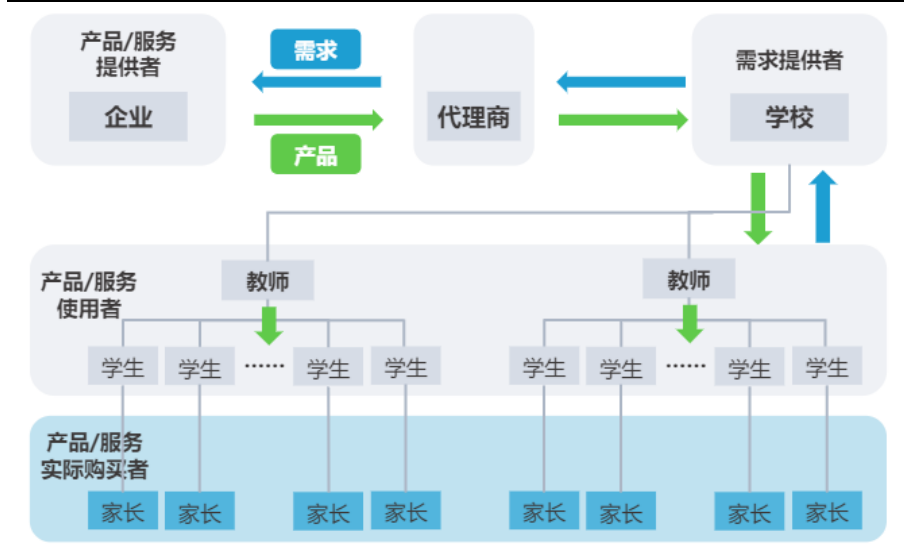 产品/服务
提供者
企业
需求
产品
代理商
需求提供者
学校
产品/服务
使用者
教师
教师
学生
学生
······
学生
学生
学生
学生
······
学生
学生
产品/服务
实际购买者
家长
家长
家长
家长
家长
家长
家长
家长